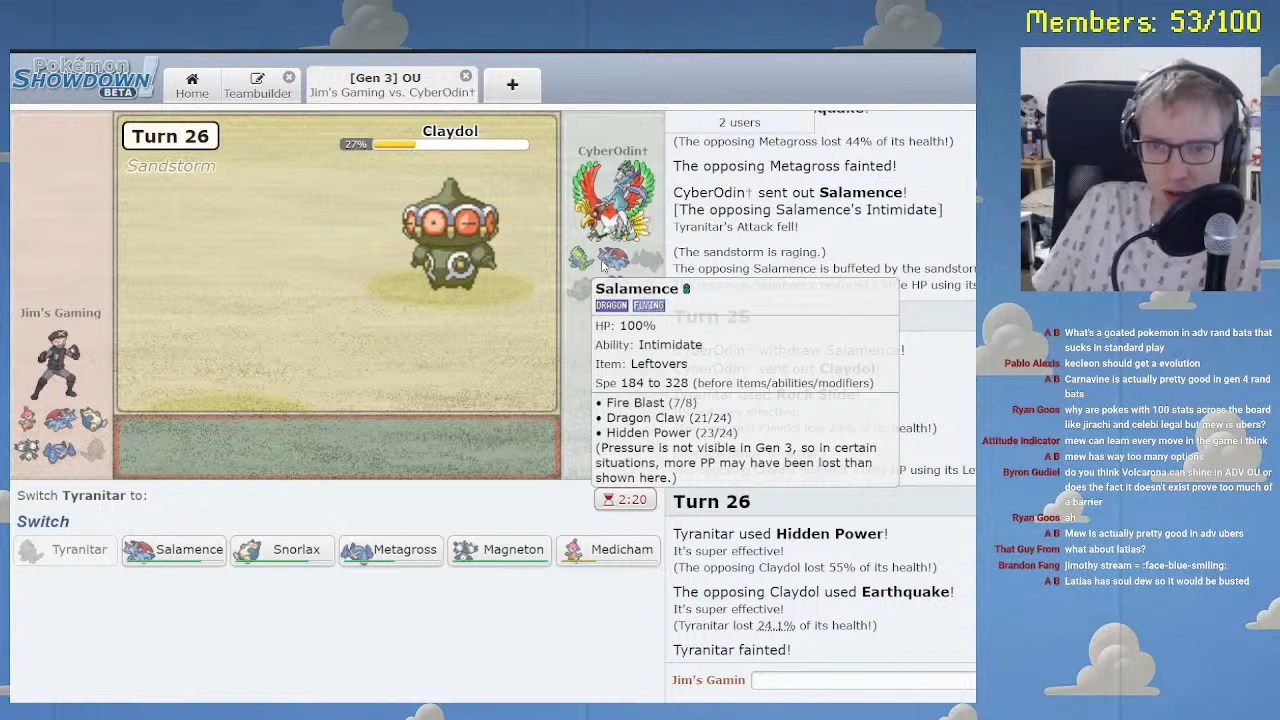 Members: 53/100
Pokémon
SHOWDOWN!
BETA
Home
Teambuilder
[Gen 3] OU
Jim's Gaming vs. CyberOdin†
+
Turn 26
Sandstorm
Claydol
27%
CyberOdin†
Jim's Gaming
2 users
(The opposing Metagross lost 44% of its health!)
The opposing Metagross fainted!
CyberOdin† sent out Salamence!
[The opposing Salamence's Intimidate]
Tyranitar's Attack fell!
(The sandstorm is raging.)
The opposing Salamence is buffeted by the sandstor
Salamence
DRAGON FLYING
HP: 100%
Ability: Intimidate
Item: Leftovers
Spe 184 to 328 (before items/abilities/modifiers)
• Fire Blast (7/8)
• Dragon Claw (21/24)
• Hidden Power (23/24)
(Pressure is not visible in Gen 3, so in certain
situations, more PP may have been lost than
shown here.)
2:20
Turn 26
Tyranitar used Hidden Power!
It's super effective!
(The opposing Claydol lost 55% of its health!)
The opposing Claydol used Earthquake!
It's super effective!
(Tyranitar lost 24.1% of its health!)
Tyranitar fainted!
Jim's Gamin
Switch Tyranitar to:
Switch
Tyranitar
Salamence
Snorlax
Metagross
Magneton
Medicham
A B What's a goated pokemon in adv rand bats that
sucks in standard play
Pablo Alexis kecleon should get a evolution
A B Carnavine is actually pretty good in gen 4 rand
bats
Ryan Goos why are pokes with 100 stats across the board
like jirachi and celebi legal but mew is ubers?
Attitude Indicator mew can learn every move in the game i think
A B mew has way too many options
Byron Gudiel do you think Volcarona can shine in ADV OU or
does the fact it doesn't exist prove too much of
a barrier
Ryan Goos ah
A B Mew is actually pretty good in adv ubers
That Guy From what about latias?
Brandon Fang jimothy stream = :face-blue-smiling:
A B Latias has soul dew so it would be busted